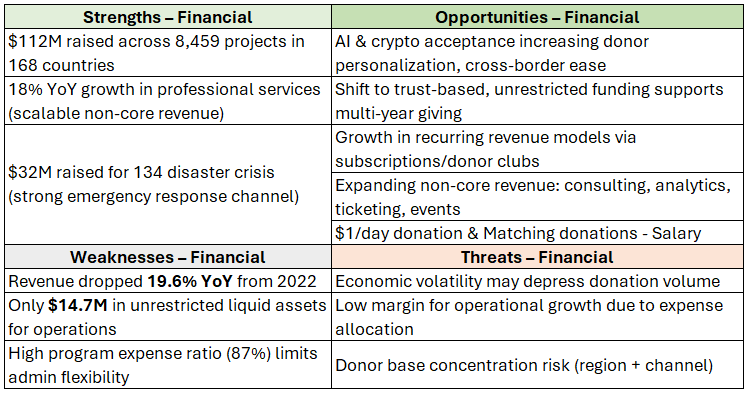 Strengths – Financial
Opportunities – Financial
$112M raised across 8,459 projects in
168 countries
AI & crypto acceptance increasing donor
personalization, cross-border ease
18% YoY growth in professional services
(scalable non-core revenue)
Shift to trust-based, unrestricted funding supports
multi-year giving
$32M raised for 134 disaster crisis
(strong emergency response channel)
Growth in recurring revenue models via
subscriptions/donor clubs
Expanding non-core revenue: consulting, analytics,
ticketing, events
$1/day donation & Matching donations - Salary
Weaknesses – Financial
Threats – Financial
Revenue dropped 19.6% YoY from 2022
Economic volatility may depress donation volume
Only $14.7M in unrestricted liquid assets
for operations
Low margin for operational growth due to expense
allocation
High program expense ratio (87%) limits
admin flexibility
Donor base concentration risk (region + channel)